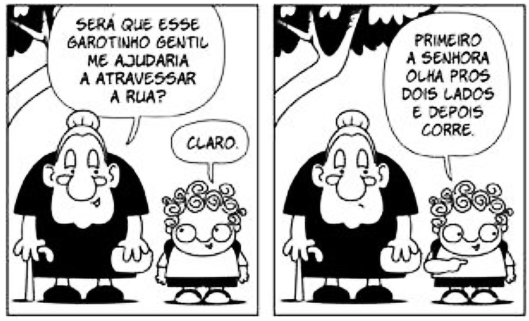 SERÁ QUE ESSE
GAROTINHO GENTIL
ME AJUDARIA
A ATRAVESSAR
A RUA?
CLARO.
PRIMEIRO
A SENHORA
OLHA PROS
DOIS LADOS
E DEPOIS
CORRE.